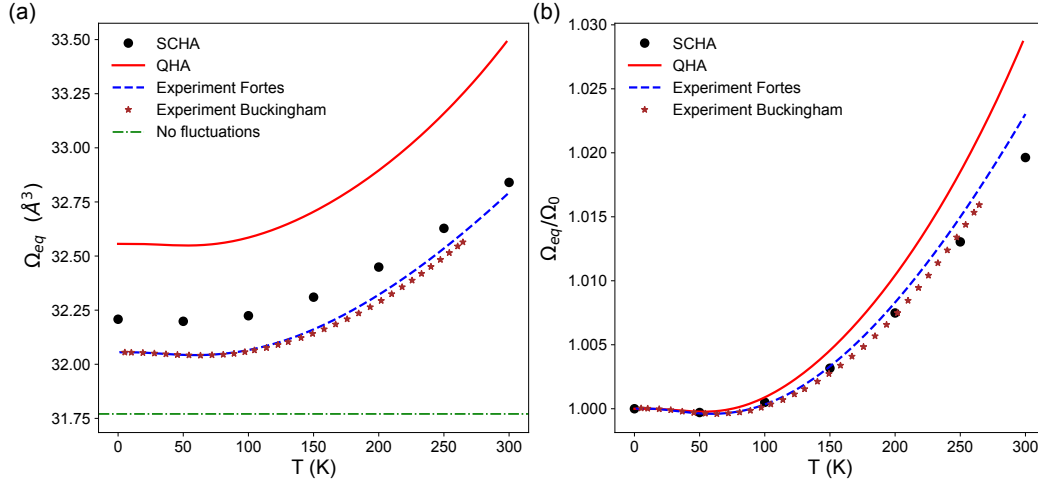 (a)
33.50
33.25
33.00
32.75
32.50
32.25
32.00
31.75
Ω_eq (Å³)
SCHA
QHA
Experiment Fortes
Experiment Buckingham
No fluctuations
0 50 100 150 200 250 300
T (K)
(b)
1.030
1.025
1.020
1.015
1.010
1.005
1.000
Ω_eq/Ω_0
SCHA
QHA
Experiment Fortes
Experiment Buckingham
0 50 100 150 200 250 300
T (K)